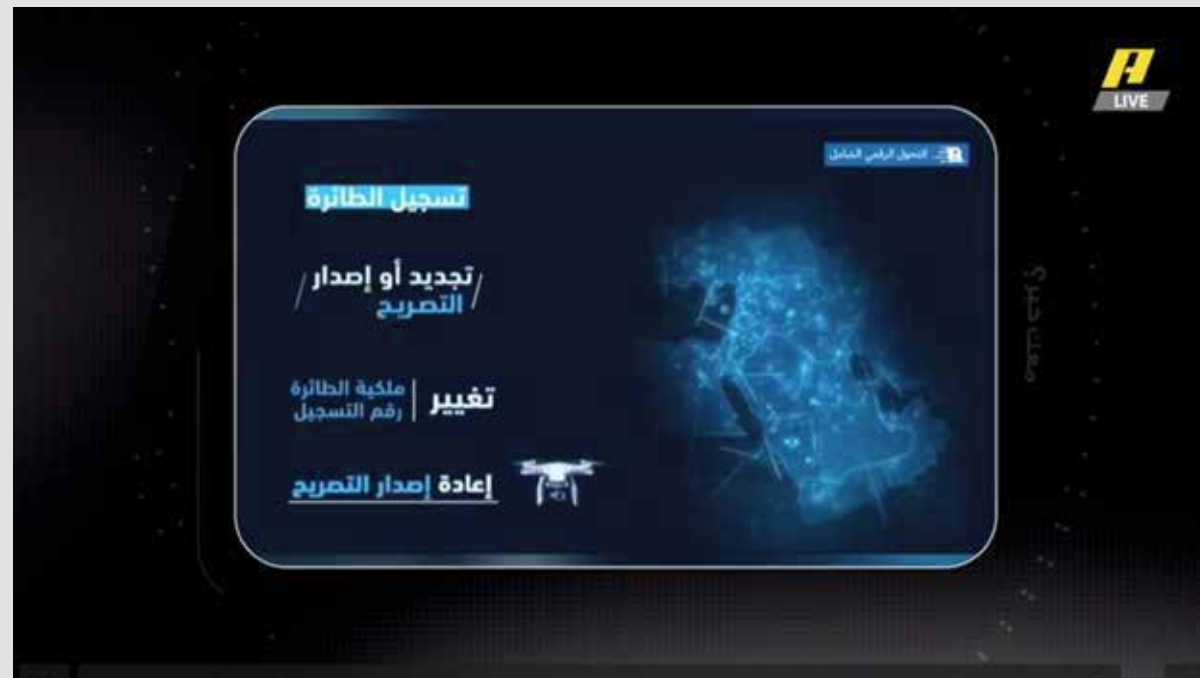 LIVE
التحول الرقمي الشامل
تسجيل الطائرة
تجديد أو إصدار
التصريح
تغيير
ملكية الطائرة
رقم التسجيل
إعادة إصدار التصريح